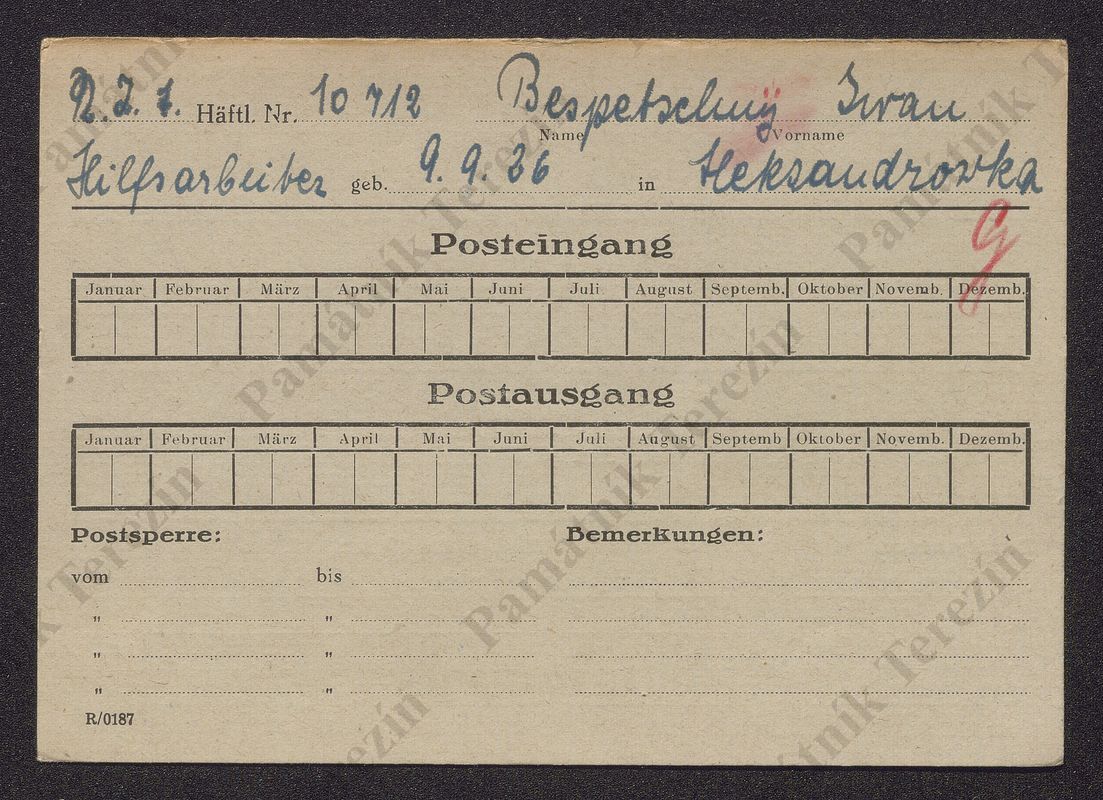 R. Z. 1. Häftl. Nr. 10 712 Bespetschnÿ Iwan
Name Vorname
Hilfsarbeiter geb. 9. 9. 26 in Aleksandrowka
Posteingang
Januar Februar März April Mai Juni Juli August Septemb. Oktober Novemb. Dezemb.
Postausgang
Januar Februar März April Mai Juni Juli August Septemb Oktober Novemb. Dezemb.
Postsperre: Bemerkungen:
vom bis
" "
" "
" "
R/0187
Památník Terezín